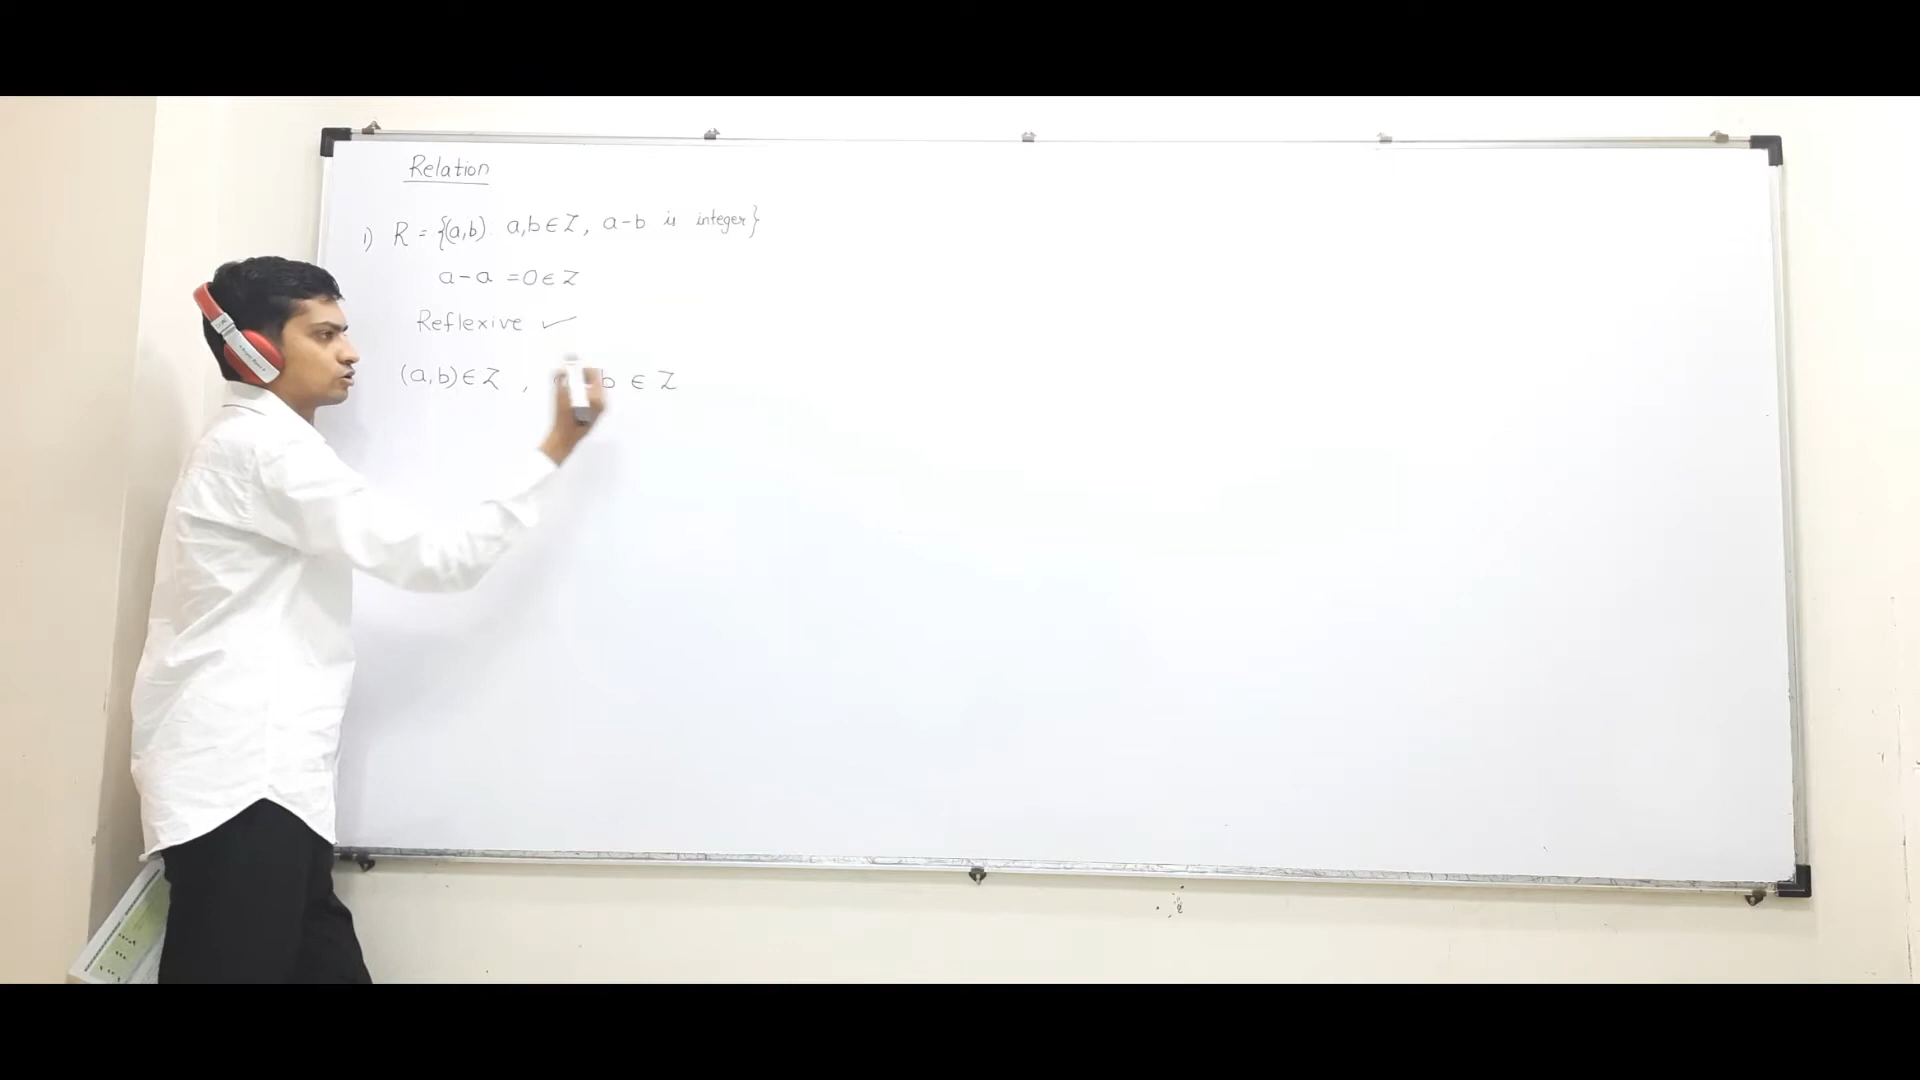 Relation
1) R = {(a,b): a,b ∈ Z, a-b is integer}
a-a = 0 ∈ Z
Reflexive ✓
(a,b) ∈ Z , b ∈ Z